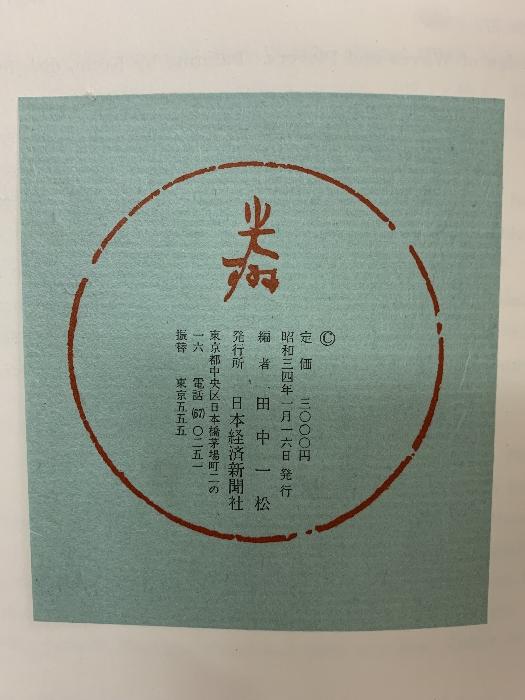 Ⓒ
定価 三〇〇〇円
昭和三四年一月一六日 発行
編者 田中一松
発行所 日本経済新聞社
東京都中央区日本橋茅場町二の
一六 電話(67)〇二五一
振替 東京五五五